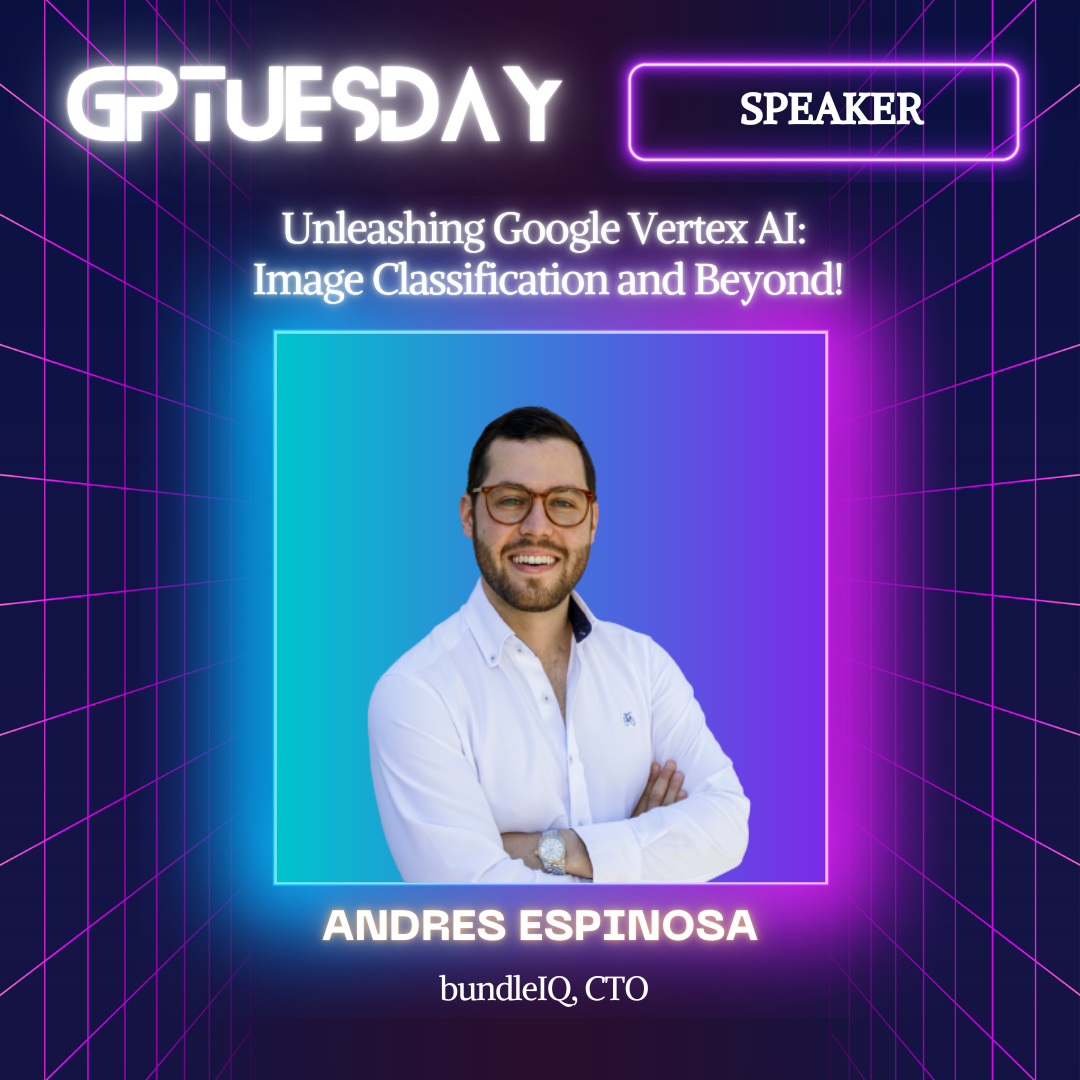 GPTUESDAY
SPEAKER
Unleashing Google Vertex AI:
Image Classification and Beyond!
ANDRES ESPINOSA
bundleIQ, CTO